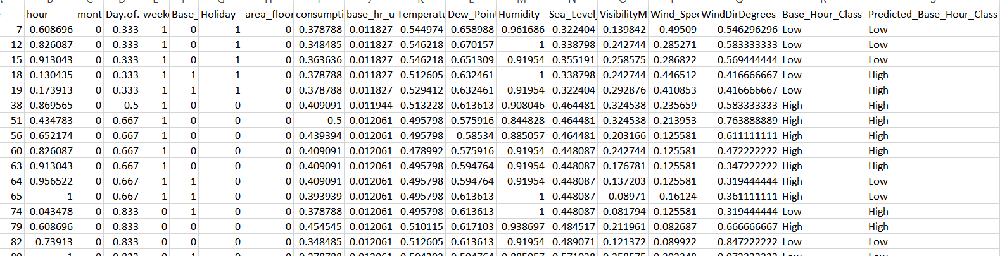 hour mont Day.of. week Base_ Holiday area_floor consumpti base_hr_u Temperatu Dew_Poin Humidity Sea_Level_ VisibilityM Wind_Spee WindDirDegrees Base_Hour_Class Predicted_Base_Hour_Class
7 0.608696 0 0.333 1 0 1 0 0.378788 0.011827 0.544974 0.658988 0.961686 0.322404 0.139842 0.49509 0.546296296 Low Low
12 0.826087 0 0.333 1 0 1 0 0.348485 0.011827 0.546218 0.670157 1 0.338798 0.242744 0.285271 0.583333333 Low Low
15 0.913043 0 0.333 1 0 1 0 0.363636 0.011827 0.546218 0.651309 0.91954 0.355191 0.258575 0.286822 0.569444444 Low Low
18 0.130435 0 0.333 1 1 1 0 0.378788 0.011827 0.512605 0.632461 1 0.338798 0.242744 0.446512 0.416666667 Low High
19 0.173913 0 0.333 1 1 1 0 0.378788 0.011827 0.529412 0.632461 0.91954 0.322404 0.292876 0.410853 0.416666667 Low High
38 0.869565 0 0.5 1 0 0 0 0.409091 0.011944 0.513228 0.613613 0.908046 0.464481 0.324538 0.235659 0.583333333 High High
51 0.434783 0 0.667 1 0 0 0 0.5 0.012061 0.495798 0.575916 0.844828 0.464481 0.324538 0.213953 0.763888889 High High
56 0.652174 0 0.667 1 0 0 0 0.439394 0.012061 0.495798 0.58534 0.885057 0.464481 0.203166 0.125581 0.611111111 High High
60 0.826087 0 0.667 1 0 0 0 0.409091 0.012061 0.478992 0.575916 0.91954 0.448087 0.242744 0.125581 0.472222222 High High
63 0.913043 0 0.667 1 0 0 0 0.409091 0.012061 0.495798 0.594764 0.91954 0.448087 0.176781 0.125581 0.347222222 High Low
64 0.956522 0 0.667 1 1 0 0 0.409091 0.012061 0.495798 0.594764 0.91954 0.448087 0.137203 0.125581 0.319444444 High Low
65 1 0 0.667 1 1 0 0 0.393939 0.012061 0.495798 0.613613 1 0.448087 0.08971 0.16124 0.361111111 High Low
74 0.043478 0 0.833 0 1 0 0 0.378788 0.012061 0.495798 0.613613 1 0.448087 0.081794 0.125581 0.319444444 Low High
79 0.608696 0 0.833 0 0 0 0 0.454545 0.012061 0.510115 0.617103 0.938697 0.484517 0.211961 0.082687 0.666666667 High High
82 0.73913 0 0.833 0 0 0 0 0.348485 0.012061 0.512605 0.613613 0.91954 0.489071 0.121372 0.089922 0.847222222 Low Low